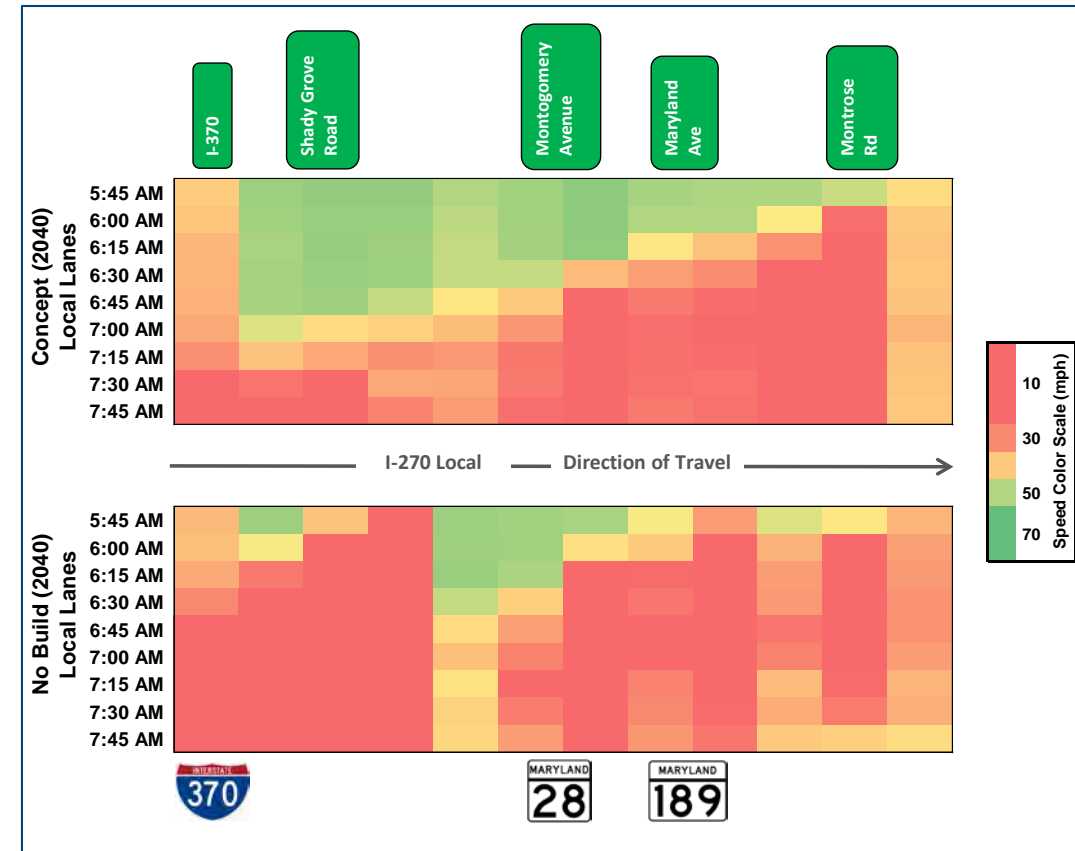 I-370
Shady Grove
Road
Montogomery
Avenue
Maryland
Ave
Montrose
Rd
Concept (2040)
Local Lanes
5:45 AM
6:00 AM
6:15 AM
6:30 AM
6:45 AM
7:00 AM
7:15 AM
7:30 AM
7:45 AM
I-270 Local
Direction of Travel
10
30
50
70
Speed Color Scale (mph)
No Build (2040)
Local Lanes
5:45 AM
6:00 AM
6:15 AM
6:30 AM
6:45 AM
7:00 AM
7:15 AM
7:30 AM
7:45 AM
INTERSTATE
370
MARYLAND
28
MARYLAND
189